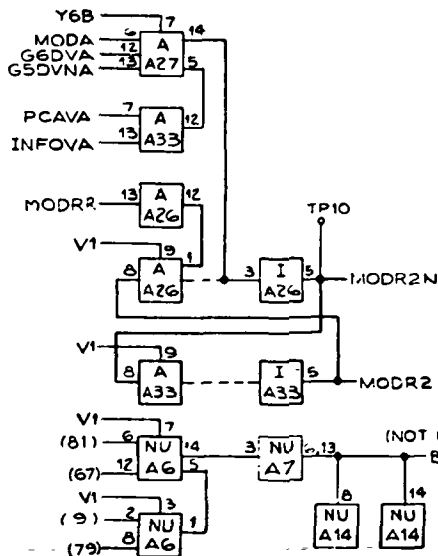 Y6B
7
MODA 6 A 14
G6DVA 12
G5DVNA 13 A27 5
PCAVA 7 A 12
INFOVA 13 A33
MODRR 13 A 12
A26
TP10
V1 9
8 A 1 3 I 5 MODR2N
A26 A26
V1 9
8 A I 5 MODR2
A33 A33
V1 7
(81) 6 NU 14 3 NU 6,13 (NOT
(67) 12 A6 5 A7 B
V1 3 8 14
(9) 2 NU 1 NU NU
(79) 8 A6 A14 A14